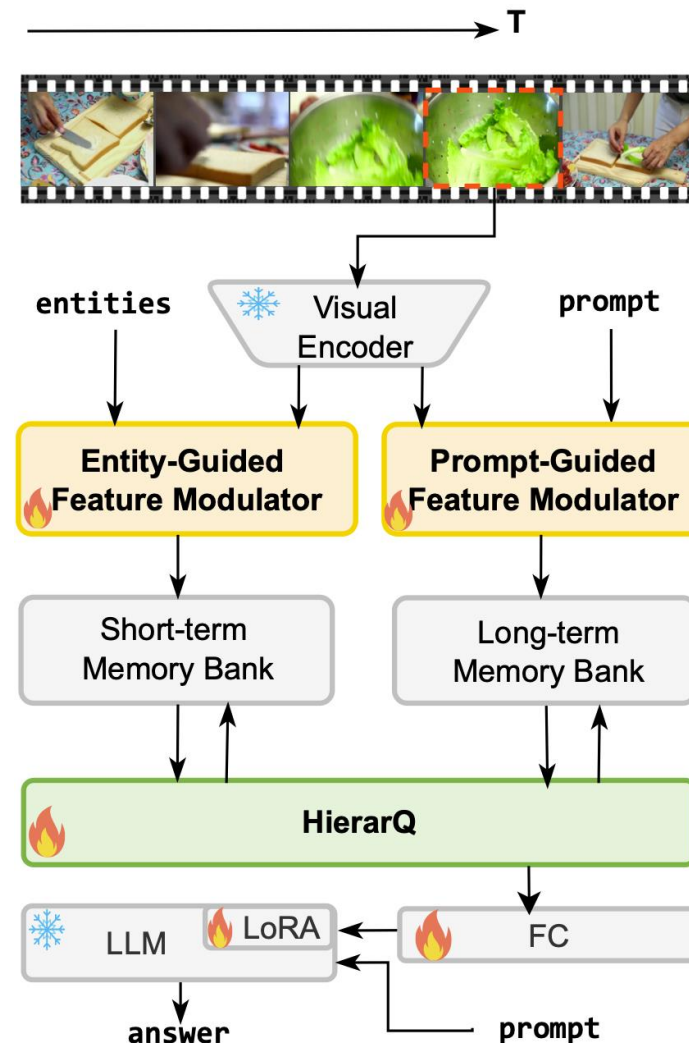 T
entities
Visual
Encoder
prompt
Entity-Guided
Feature Modulator
Prompt-Guided
Feature Modulator
Short-term
Memory Bank
Long-term
Memory Bank
HierarQ
LLM
LoRA
FC
answer
prompt